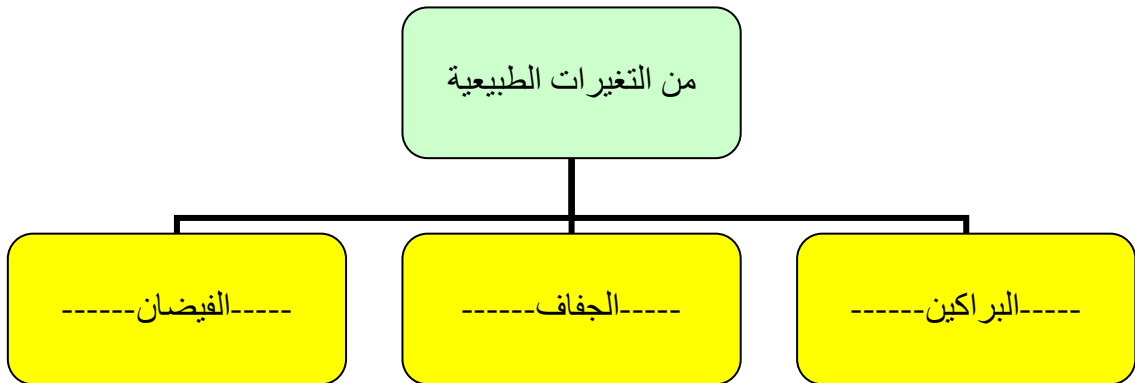 من التغيرات الطبيعية
-----البراكين------
-----الجفاف------
-----الفيضان------